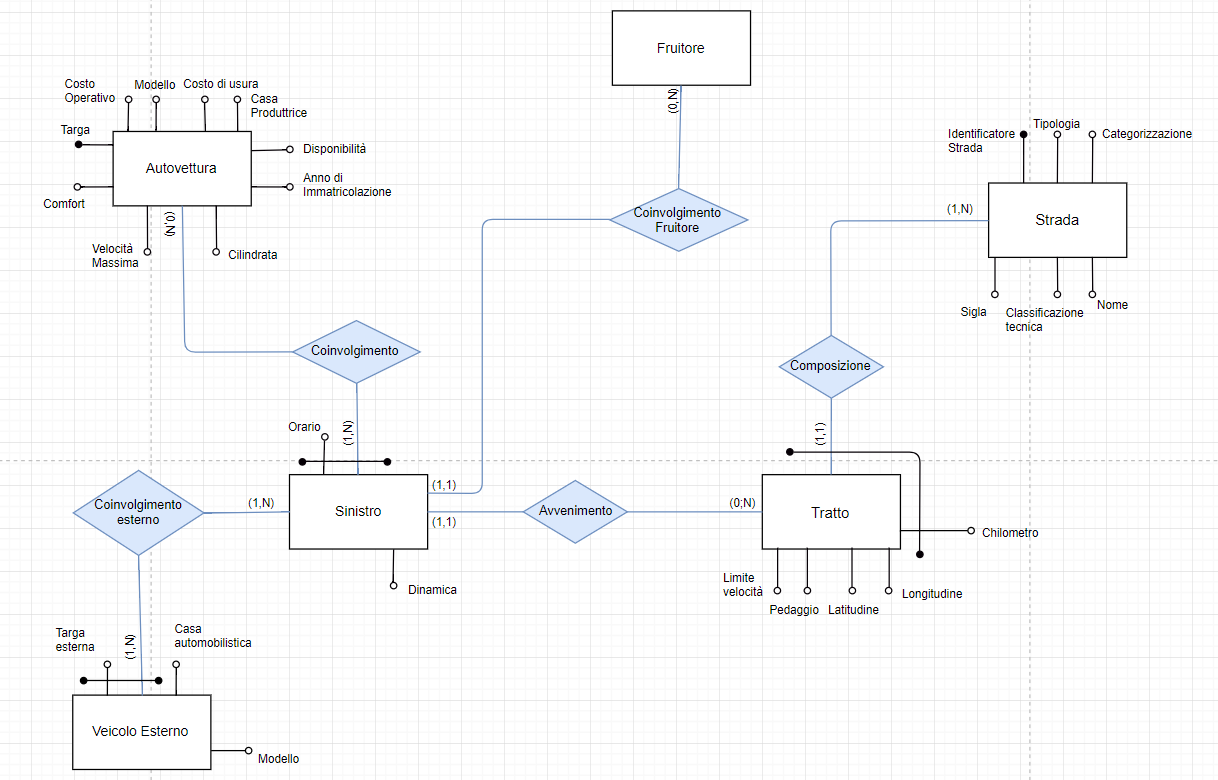 Fruitore
(0,N)
Costo
Operativo
Modello
Costo di usura
Casa
Produttrice
Targa
Autovettura
Disponibilità
Anno di
Immatricolazione
Comfort
(0,N)
Velocità
Massima
Cilindrata
Coinvolgimento
Fruitore
Identificatore
Strada
Tipologia
Categorizzazione
(1,N)
Strada
Sigla
Classificazione
tecnica
Nome
Coinvolgimento
Composizione
Orario
(1,N)
(1,1)
Coinvolgimento
esterno
(1,N)
Sinistro
(1,1)
(1,1)
Avvenimento
(0;N)
Tratto
Chilometro
Dinamica
Limite
velocità
Pedaggio
Latitudine
Longitudine
Targa
esterna
(1,N)
Casa
automobilistica
Veicolo Esterno
Modello